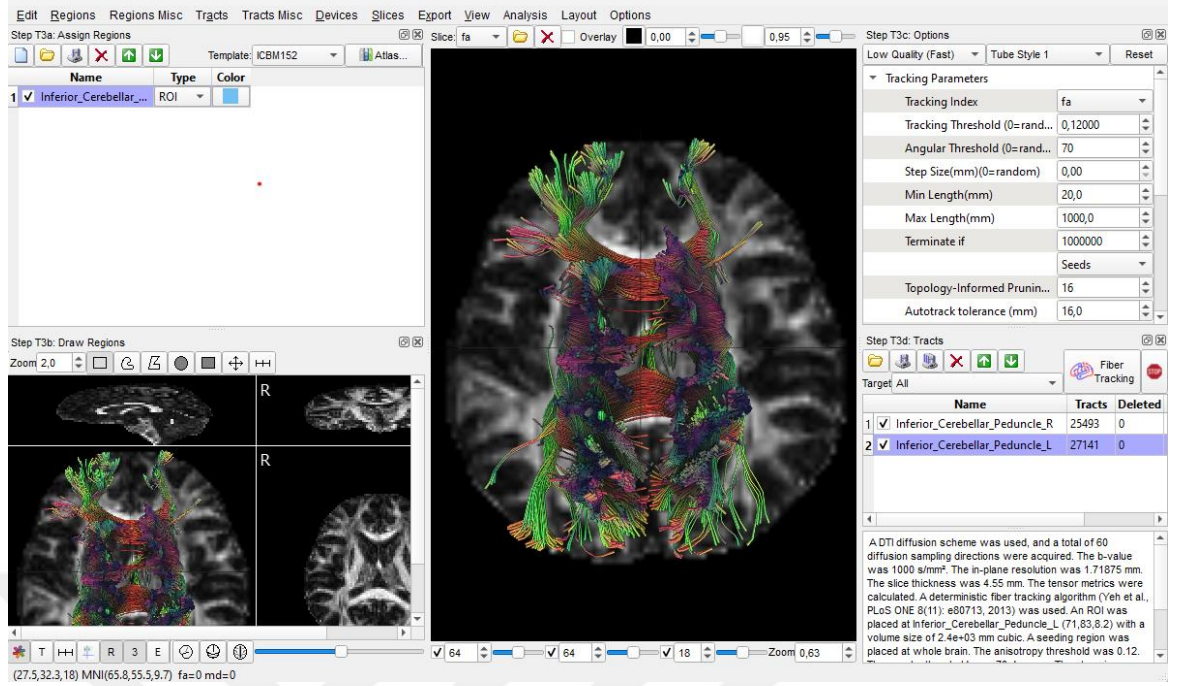 Edit Regions Regions Misc Tracts Tracts Misc Devices Slices Export View Analysis Layout Options
Step T3a: Assign Regions
Template: ICBM152 Atlas...
Name Type Color
1 Inferior_Cerebellar_... ROI
Step T3b: Draw Regions
Zoom 2,0
R
R
T R 3 E
(27.5,32.3,18) MNI(65.8,55.5,9.7) fa=0 md=0
Slice: fa Overlay 0,00 0,95
64 64 18 Zoom 0,63
Step T3c: Options
Low Quality (Fast) Tube Style 1 Reset
Tracking Parameters
Tracking Index fa
Tracking Threshold (0=rand... 0,12000
Angular Threshold (0=rand... 70
Step Size(mm)(0=random) 0,00
Min Length(mm) 20,0
Max Length(mm) 1000,0
Terminate if 1000000
Seeds
Topology-Informed Prunin... 16
Autotrack tolerance (mm) 16,0
Step T3d: Tracts
Fiber
Tracking
STOP
Target All
Name Tracts Deleted
1 Inferior_Cerebellar_Peduncle_R 25493 0
2 Inferior_Cerebellar_Peduncle_L 27141 0
A DTI diffusion scheme was used, and a total of 60
diffusion sampling directions were acquired. The b-value
was 1000 s/mm². The in-plane resolution was 1.71875 mm.
The slice thickness was 4.55 mm. The tensor metrics were
calculated. A deterministic fiber tracking algorithm (Yeh et al.,
PLoS ONE 8(11): e80713, 2013) was used. An ROI was
placed at Inferior_Cerebellar_Peduncle_L (71,83,8.2) with a
volume size of 2.4e+03 mm cubic. A seeding region was
placed at whole brain. The anisotropy threshold was 0.12.